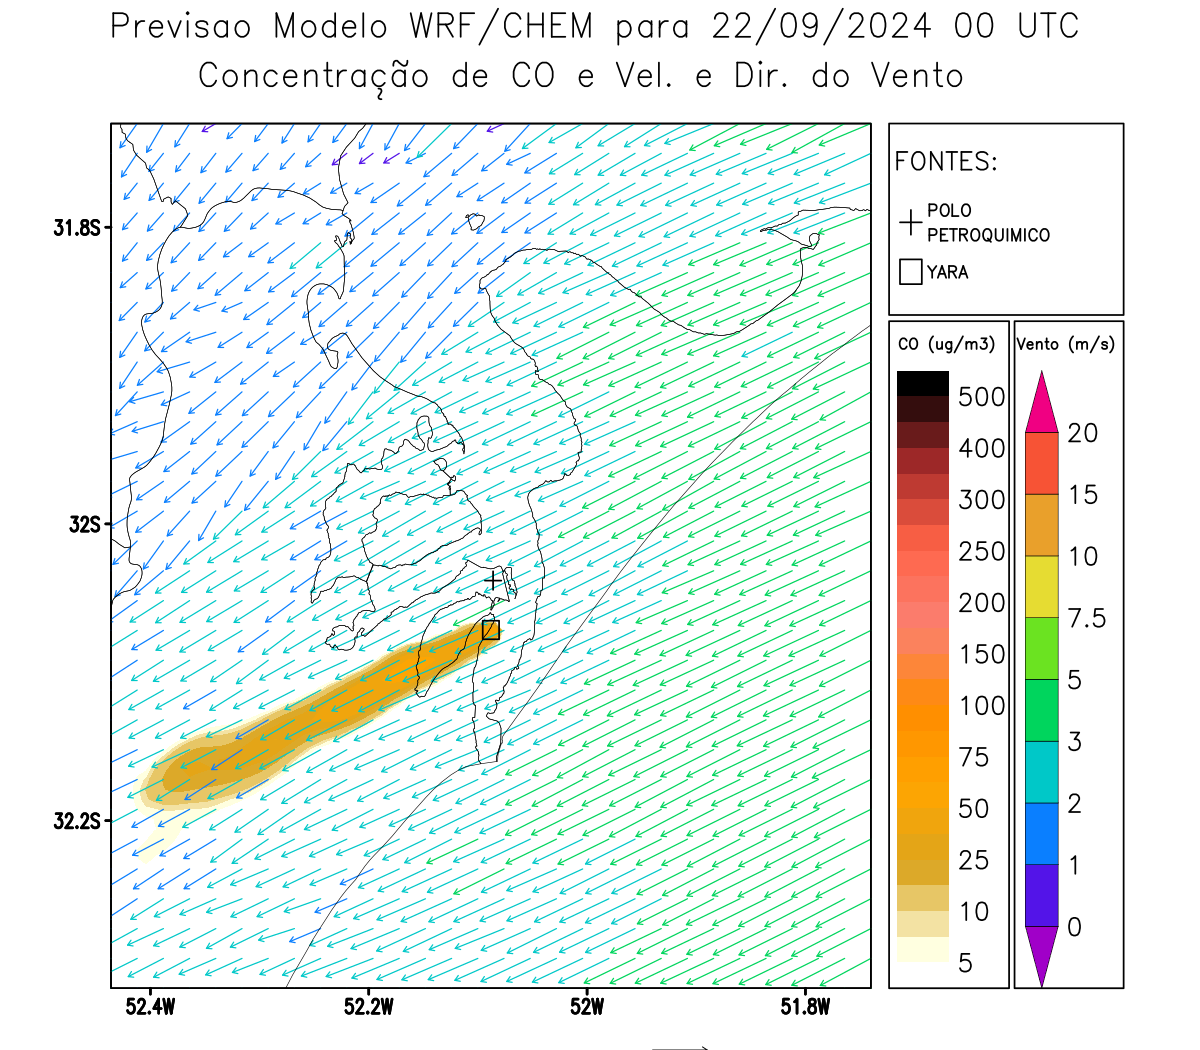 Previsao Modelo WRF/CHEM para 22/09/2024 00 UTC
Concentração de CO e Vel. e Dir. do Vento
FONTES:
POLO
PETROQUIMICO
YARA
CO (ug/m3)
500
400
300
250
200
150
100
75
50
25
10
5
Vento (m/s)
20
15
10
7.5
5
3
2
1
0
31.8S
32S
32.2S
52.4W
52.2W
52W
51.8W